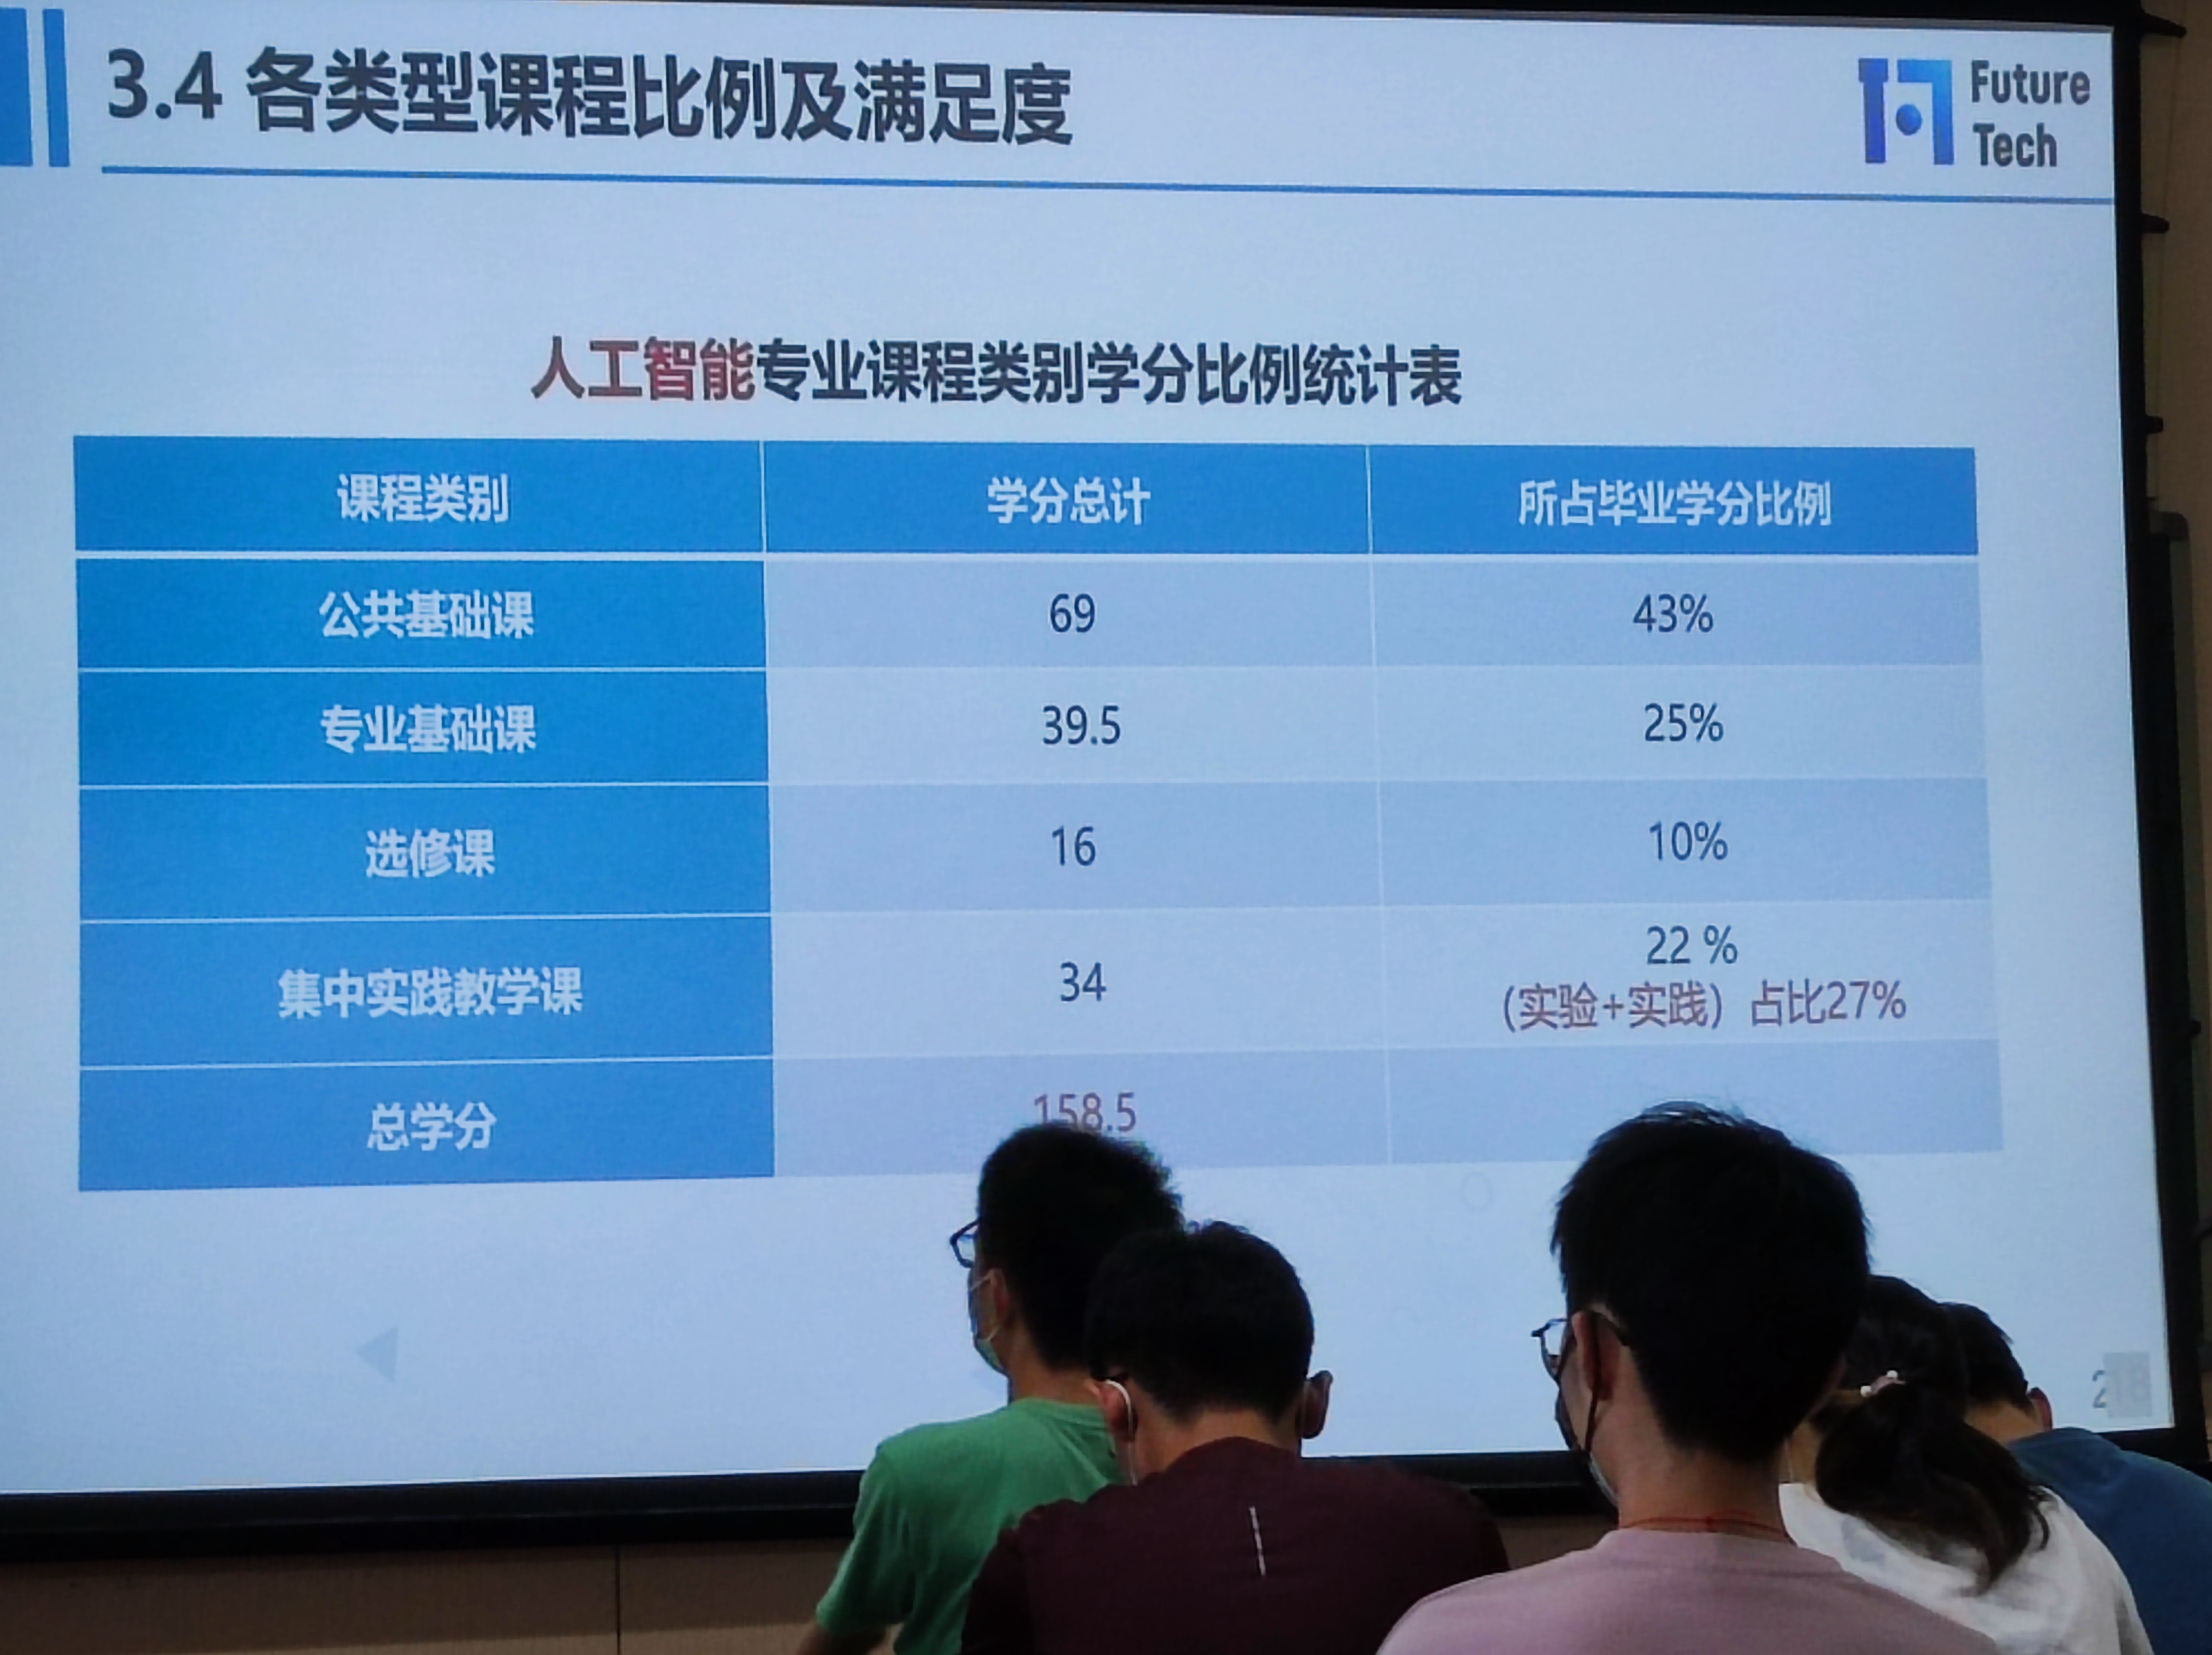 3.4 各类型课程比例及满足度
Future
Tech
人工智能专业课程类别学分比例统计表
课程类别 学分总计 所占毕业学分比例
公共基础课 69 43%
专业基础课 39.5 25%
选修课 16 10%
集中实践教学课 34 22 %
(实验+实践) 占比27%
总学分 158.5